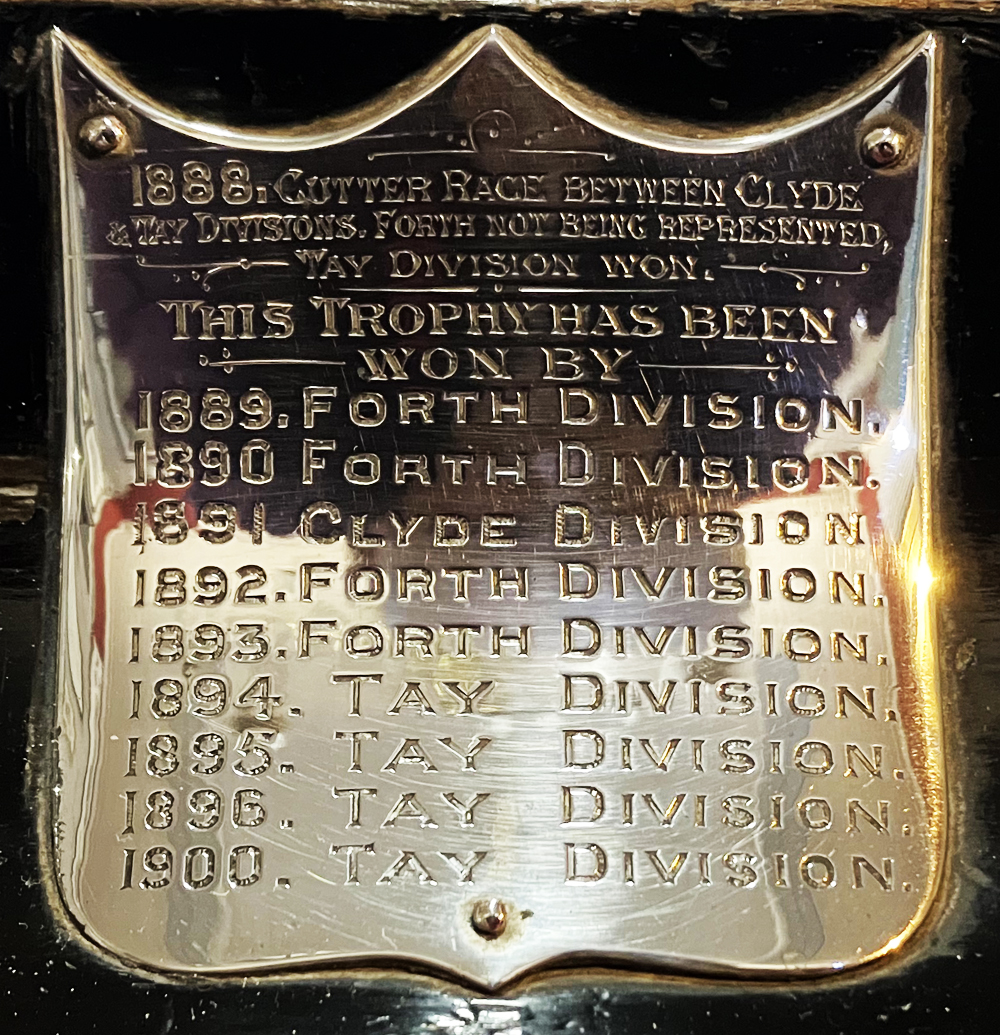 1888. CUTTER RACE BETWEEN CLYDE
& TAY DIVISIONS. FORTH NOT BEING REPRESENTED,
TAY DIVISION WON.
THIS TROPHY HAS BEEN
WON BY
1889. FORTH DIVISION.
1890 FORTH DIVISION.
1891 CLYDE DIVISION
1892. FORTH DIVISION.
1893. FORTH DIVISION.
1894. TAY DIVISION.
1895. TAY DIVISION.
1896. TAY DIVISION.
1900. TAY DIVISION.